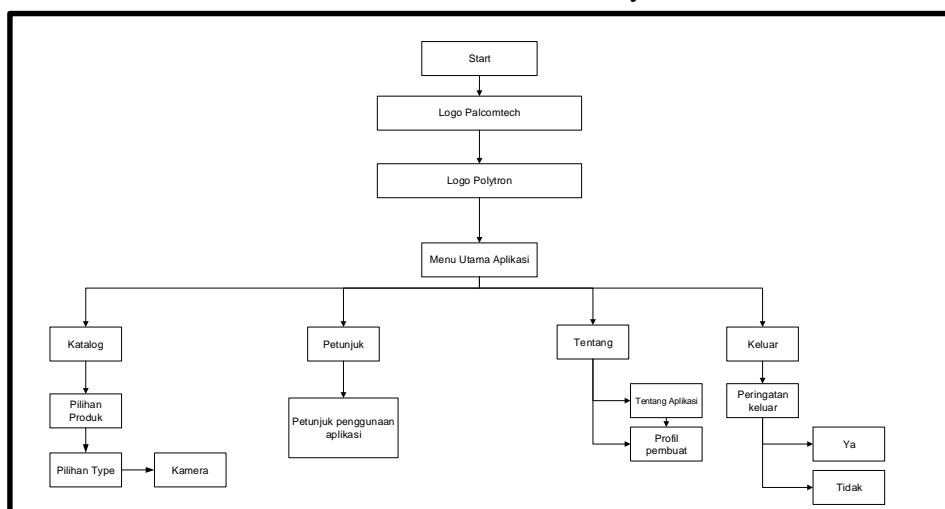 Start
Logo Palcomtech
Logo Polytron
Menu Utama Aplikasi
Katalog
Petunjuk
Tentang
Keluar
Pilihan
Produk
Petunjuk penggunaan
aplikasi
Tentang Aplikasi
Peringatan
keluar
Profil
pembuat
Ya
Pilihan Type
Kamera
Tidak